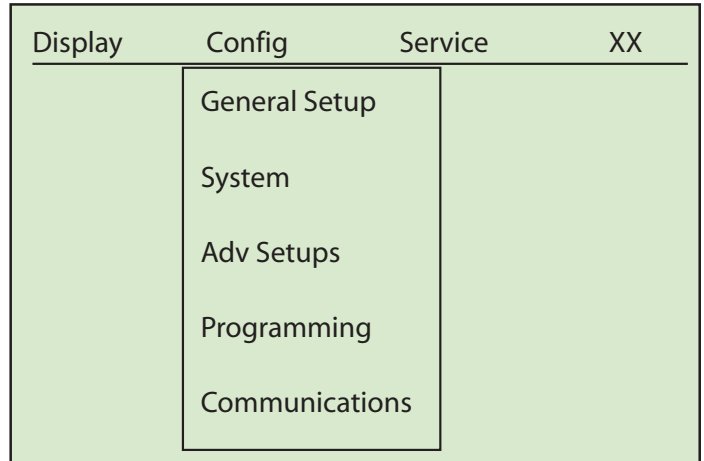 Display Config Service XX
General Setup
System
Adv Setups
Programming
Communications